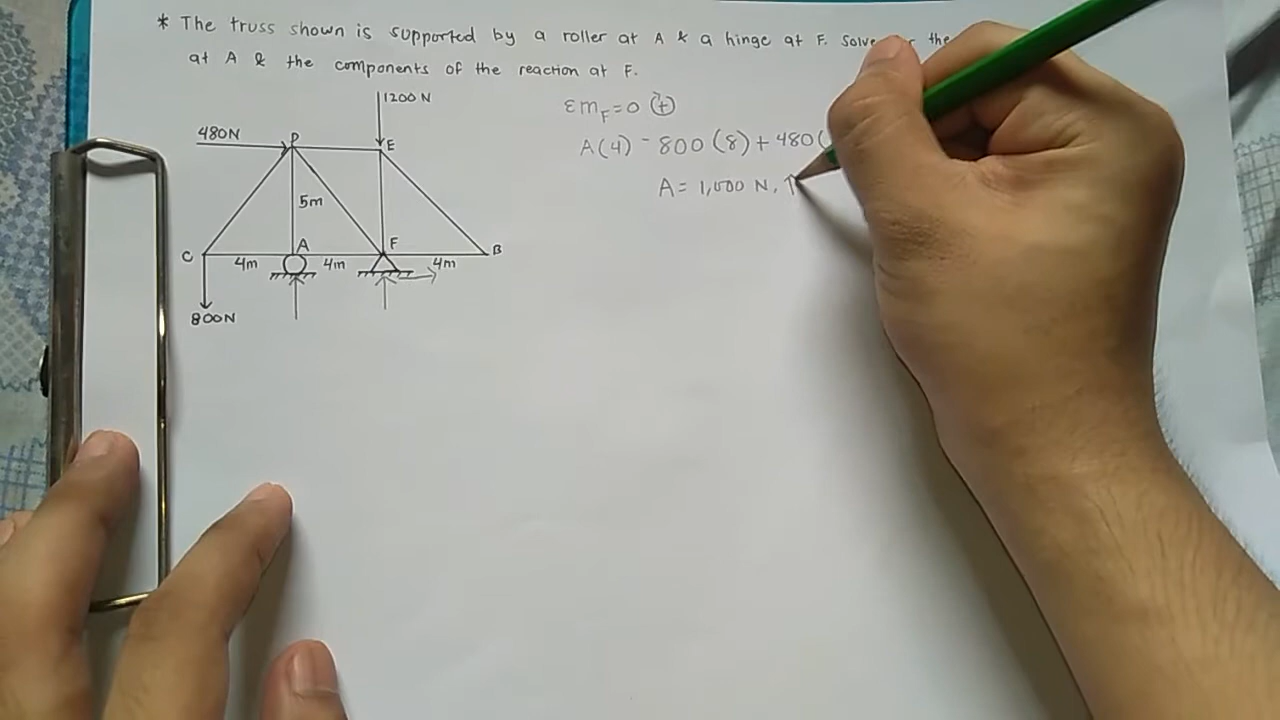 * The truss shown is supported by a roller at A & a hinge at F. Solve the
at A & the components of the reaction at F.
1200 N
480N
D
E
5m
C
A
F
B
4m
4m
4m
800N
ΣmF=0 (+)
A(4) - 800 (8) + 480(
A = 1,000 N, ↑